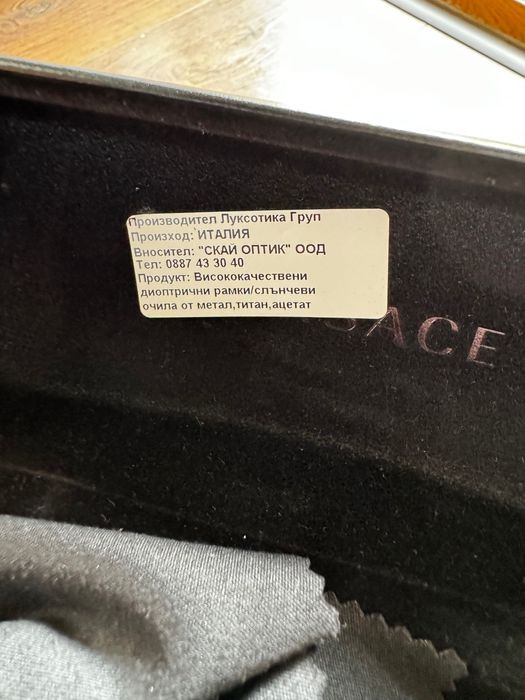 Производител Луксотика Груп
Произход: ИТАЛИЯ
Вносител: "СКАЙ ОПТИК" ООД
Тел: 0887 43 30 40
Продукт: Висококачествени
диоптрични рамки/слънчеви
очила от метал,титан,ацетат